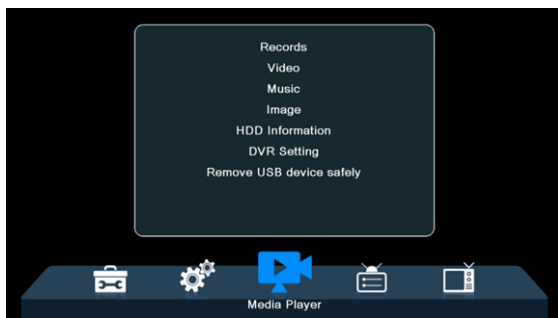 Records
Video
Music
Image
HDD Information
DVR Setting
Remove USB device safely
Media Player